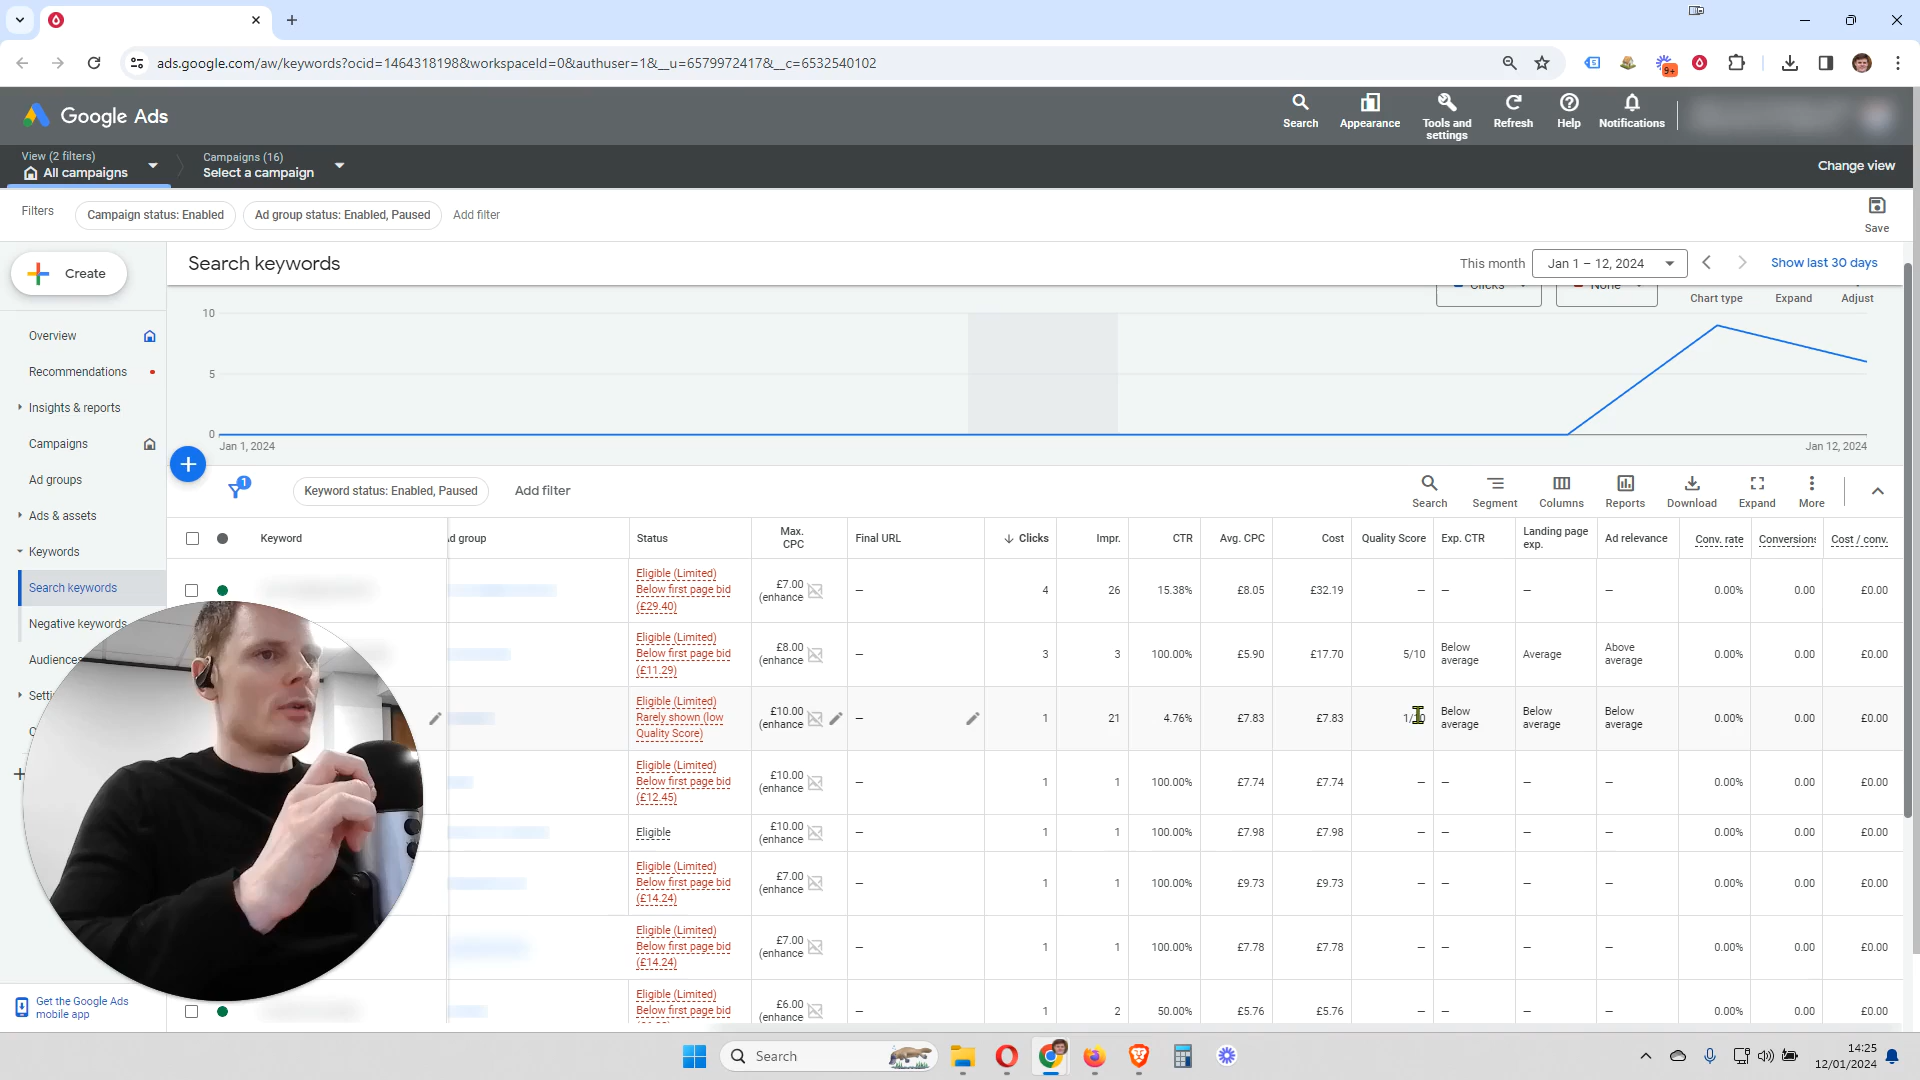 ads.google.com/aw/keywords?ocid=1464318198&workspaceId=0&authuser=1&__u=6579972417&__c=6532540102
9+
Google Ads
Search
Appearance
Tools and settings
Refresh
Help
Notifications
View (2 filters)
All campaigns
Campaigns (16)
Select a campaign
Change view
Filters
Campaign status: Enabled
Ad group status: Enabled, Paused
Add filter
Save
Create
Search keywords
This month
Jan 1 – 12, 2024
Show last 30 days
Clicks
None
Chart type
Expand
Adjust
10
5
0
Jan 1, 2024
Jan 12, 2024
Overview
Recommendations
Insights & reports
Campaigns
Ad groups
Ads & assets
Keywords
Search keywords
Negative keywords
Audiences
Get the Google Ads
mobile app
1
Keyword status: Enabled, Paused
Add filter
Search
Segment
Columns
Reports
Download
Expand
More
Keyword d group Status Max. CPC Final URL Clicks Impr. CTR Avg. CPC Cost Quality Score Exp. CTR Landing page exp. Ad relevance Conv. rate Conversions Cost / conv.
Eligible (Limited) Below first page bid (£29.40) £7.00 (enhance — 4 26 15.38% £8.05 £32.19 — — — — 0.00% 0.00 £0.00
Eligible (Limited) Below first page bid (£11.29) £8.00 (enhance — 3 3 100.00% £5.90 £17.70 5/10 Below average Average Above average 0.00% 0.00 £0.00
Eligible (Limited) Rarely shown (low Quality Score) £10.00 (enhance — 1 21 4.76% £7.83 £7.83 Below average Below average Below average 0.00% 0.00 £0.00
Eligible (Limited) Below first page bid (£12.45) £10.00 (enhance — 1 1 100.00% £7.74 £7.74 — — — — 0.00% 0.00 £0.00
Eligible £10.00 (enhance — 1 1 100.00% £7.98 £7.98 — — — — 0.00% 0.00 £0.00
Eligible (Limited) Below first page bid (£14.24) £7.00 (enhance — 1 1 100.00% £9.73 £9.73 — — — — 0.00% 0.00 £0.00
Eligible (Limited) Below first page bid (£14.24) £7.00 (enhance — 1 1 100.00% £7.78 £7.78 — — — — 0.00% 0.00 £0.00
Eligible (Limited) Below first page bid £6.00 (enhance — 1 2 50.00% £5.76 £5.76 — — — — 0.00% 0.00 £0.00
Search
14:25
12/01/2024